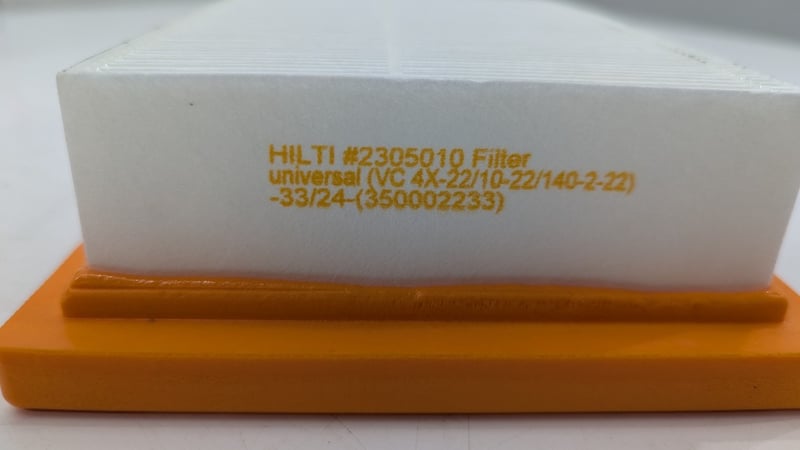 HILTI #2305010 Filter
universal (VC 4X-22/10-22/140-2-22)
-33/24-(350002233)